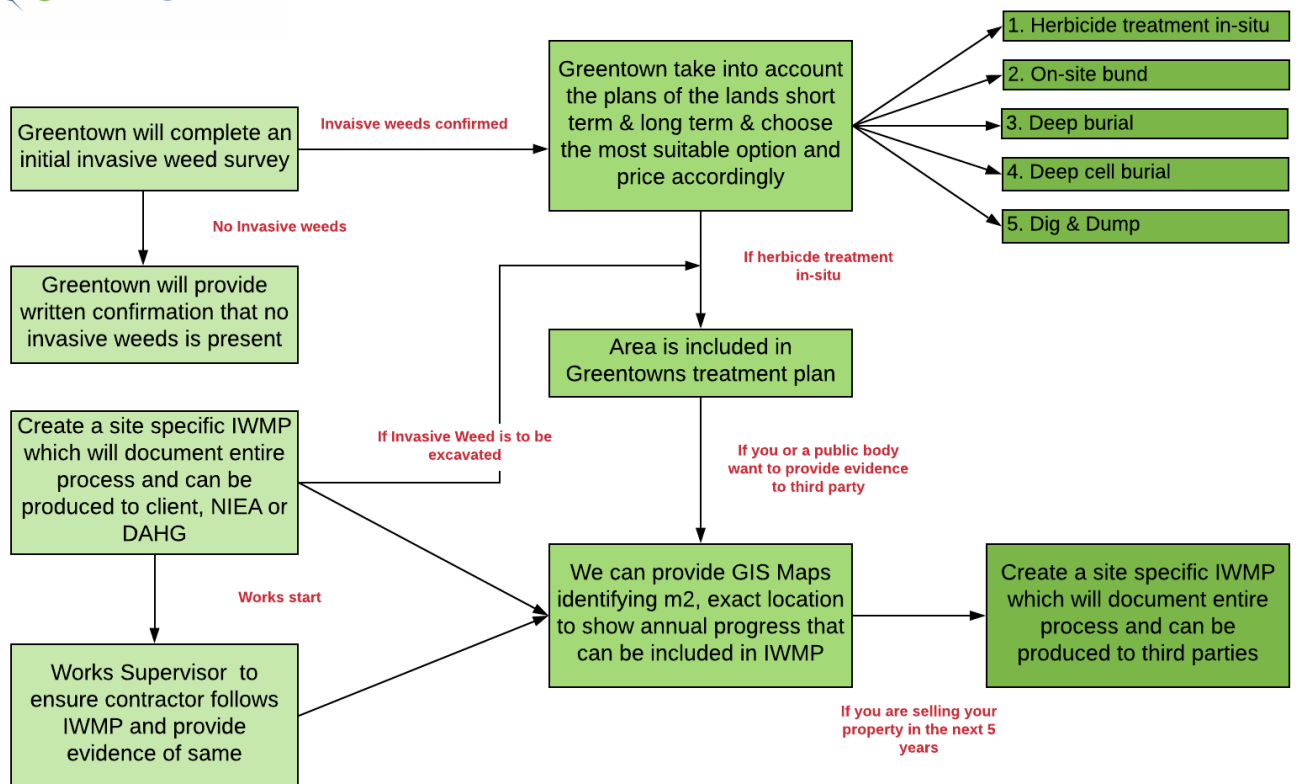 Greentown will complete an
initial invasive weed survey
Invaisve weeds confirmed
Greentown take into account
the plans of the lands short
term & long term & choose
the most suitable option and
price accordingly
1. Herbicide treatment in-situ
2. On-site bund
3. Deep burial
4. Deep cell burial
5. Dig & Dump
No Invasive weeds
Greentown will provide
written confirmation that no
invasive weeds is present
If herbicde treatment
in-situ
Area is included in
Greentowns treatment plan
Create a site specific IWMP
which will document entire
process and can be
produced to client, NIEA or
DAHG
If Invasive Weed is to be
excavated
If you or a public body
want to provide evidence
to third party
Works start
We can provide GIS Maps
identifying m2, exact location
to show annual progress that
can be included in IWMP
Create a site specific IWMP
which will document entire
process and can be
produced to third parties
Works Supervisor to
ensure contractor follows
IWMP and provide
evidence of same
If you are selling your
property in the next 5
years